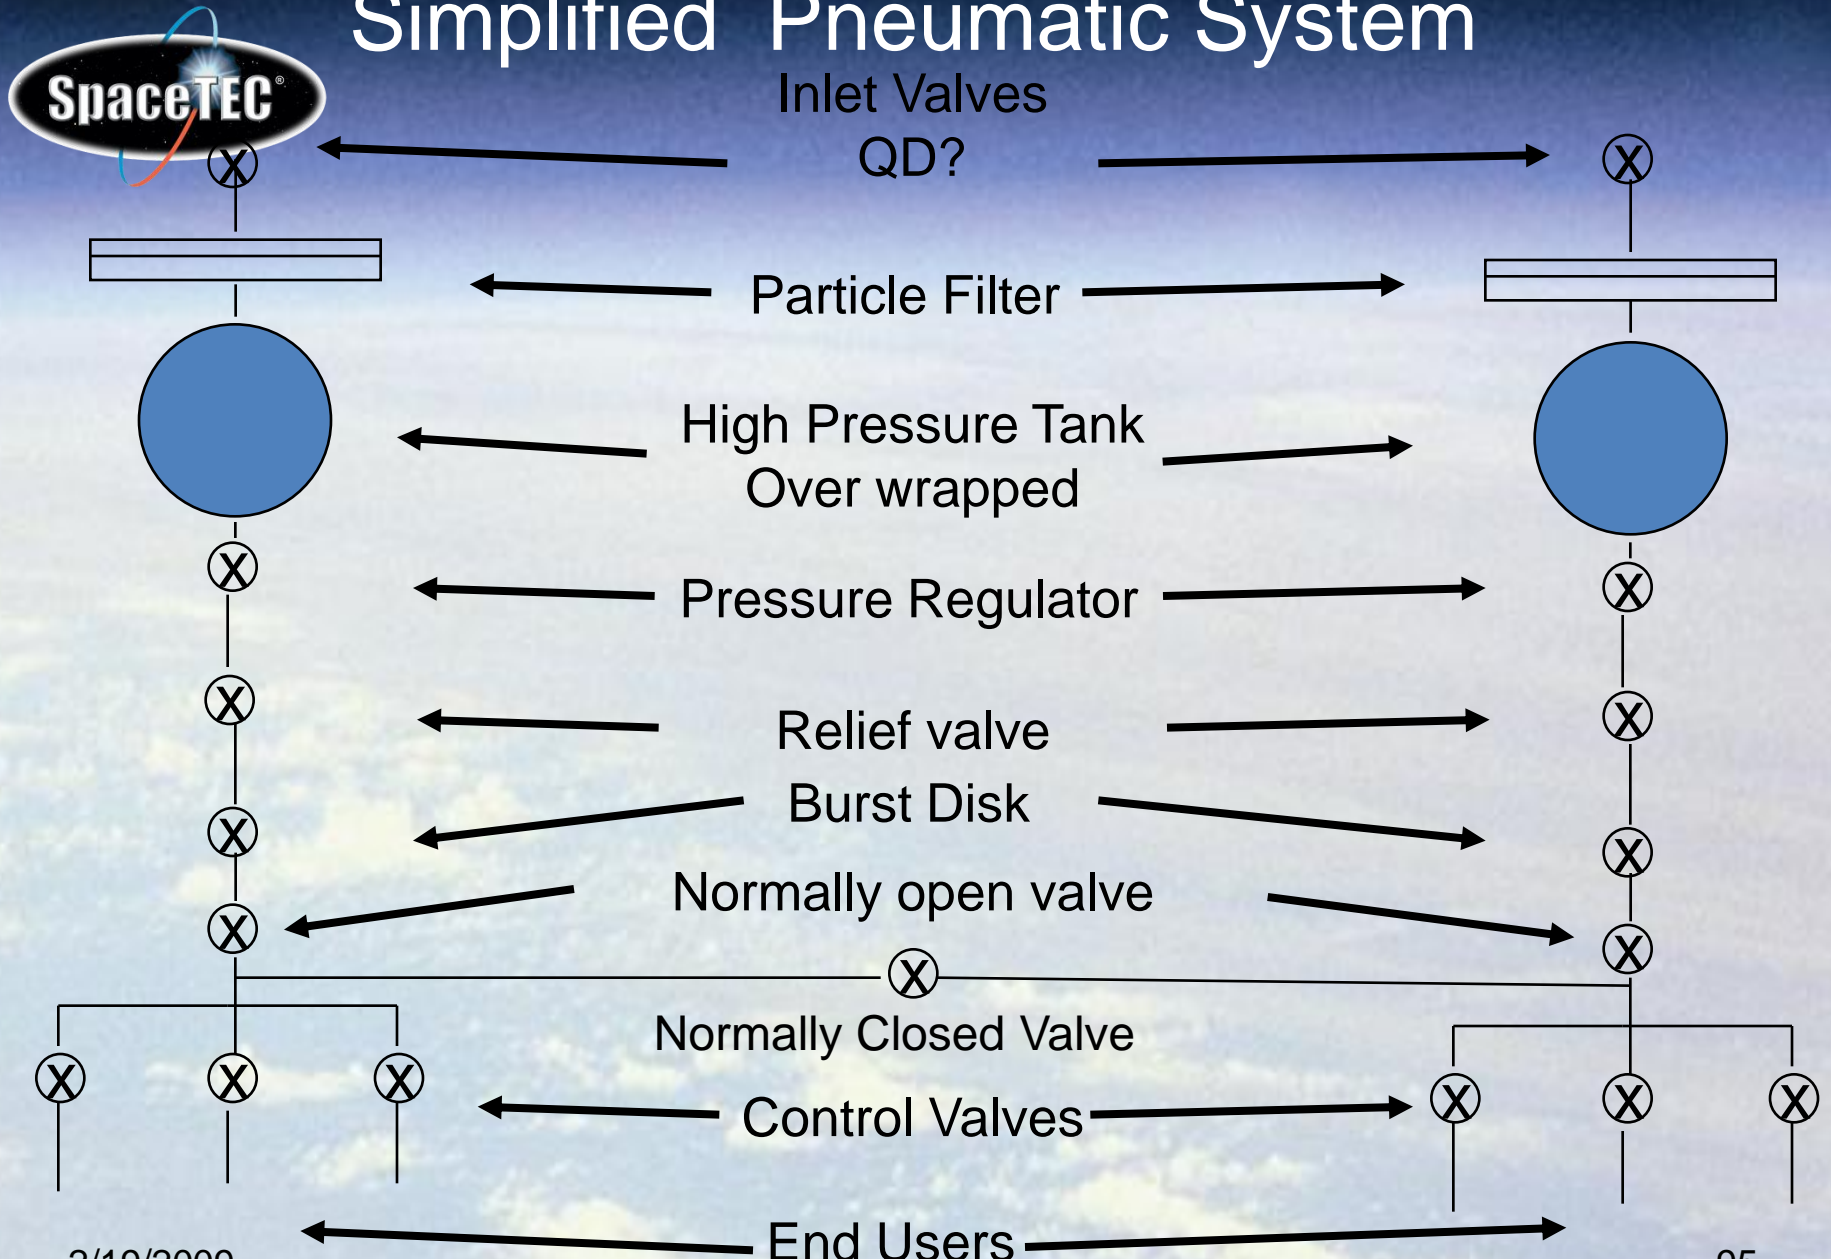 Simplified Pneumatic System
SpaceTEC®
Inlet Valves
QD?
X
X
Particle Filter
High Pressure Tank
Over wrapped
X
Pressure Regulator
X
X
Relief valve
X
Burst Disk
X
X
Normally open valve
X
X
X
Normally Closed Valve
X
X
X
Control Valves
X
X
X
End Users
95